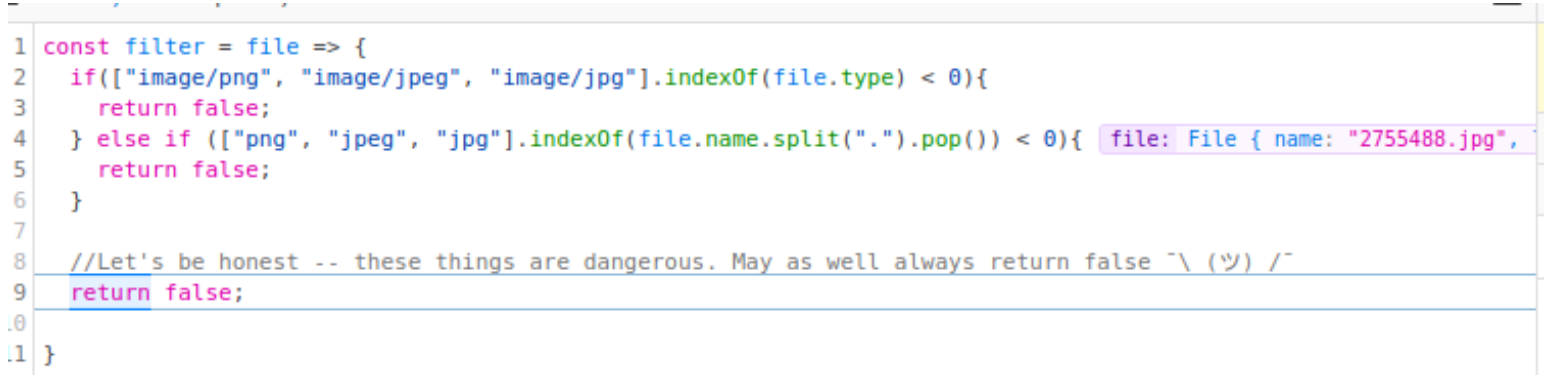 1 const filter = file => {
2 if(["image/png", "image/jpeg", "image/jpg"].indexOf(file.type) < 0){
3 return false;
4 } else if (["png", "jpeg", "jpg"].indexOf(file.name.split(".").pop()) < 0){ file: File { name: "2755488.jpg",
5 return false;
6 }
7
8 //Let's be honest -- these things are dangerous. May as well always return false ¯\ (ツ) /¯
9 return false;
10
11 }